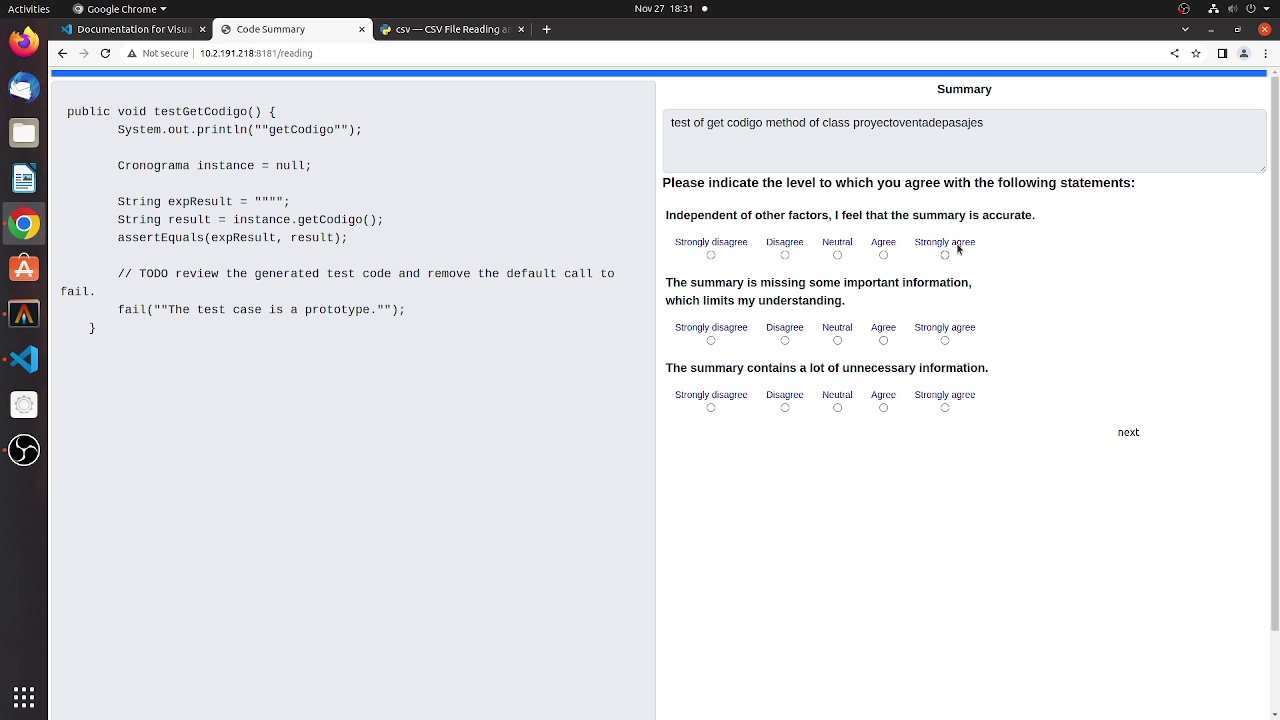 Activities
Google Chrome
Nov 27 18:31
Documentation for Visua
Code Summary
csv — CSV File Reading an
Not secure
10.2.191.218:8181/reading
public void testGetCodigo() {
System.out.println(""getCodigo"");
Cronograma instance = null;
String expResult = """";
String result = instance.getCodigo();
assertEquals(expResult, result);
// TODO review the generated test code and remove the default call to
fail.
fail(""The test case is a prototype."");
}
Summary
test of get codigo method of class proyectoventadepasajes
Please indicate the level to which you agree with the following statements:
Independent of other factors, I feel that the summary is accurate.
Strongly disagree Disagree Neutral Agree Strongly agree
The summary is missing some important information,
which limits my understanding.
Strongly disagree Disagree Neutral Agree Strongly agree
The summary contains a lot of unnecessary information.
Strongly disagree Disagree Neutral Agree Strongly agree
next